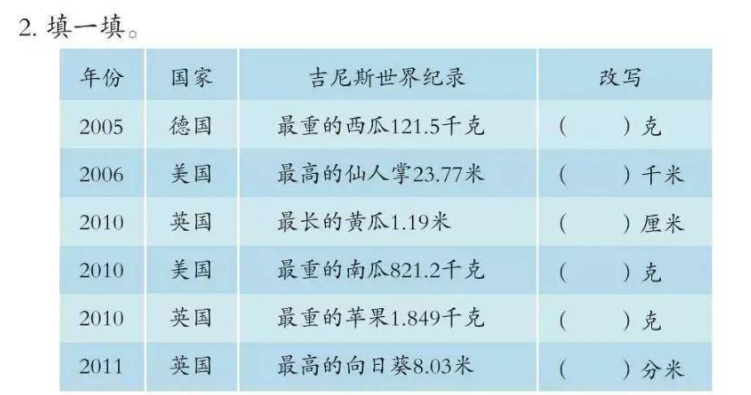 2. 填一填。
年份 国家 吉尼斯世界纪录 改写
2005 德国 最重的西瓜121.5千克 (  )克
2006 美国 最高的仙人掌23.77米 (  )千米
2010 英国 最长的黄瓜1.19米 (  )厘米
2010 美国 最重的南瓜821.2千克 (  )克
2010 英国 最重的苹果1.849千克 (  )克
2011 英国 最高的向日葵8.03米 (  )分米